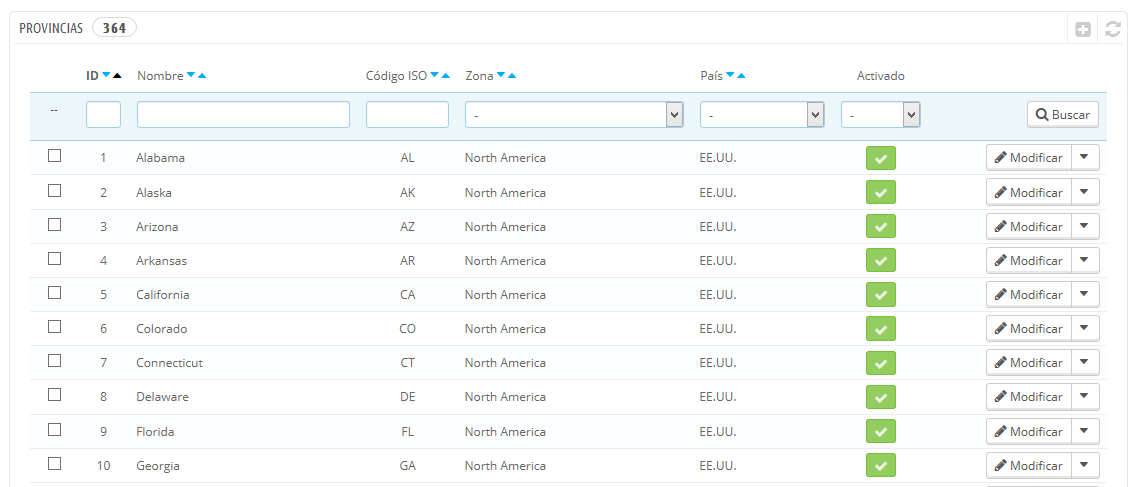 PROVINCIAS 364
ID Nombre Código ISO Zona País Activado
-- - - - Buscar
1 Alabama AL North America EE.UU. Modificar
2 Alaska AK North America EE.UU. Modificar
3 Arizona AZ North America EE.UU. Modificar
4 Arkansas AR North America EE.UU. Modificar
5 California CA North America EE.UU. Modificar
6 Colorado CO North America EE.UU. Modificar
7 Connecticut CT North America EE.UU. Modificar
8 Delaware DE North America EE.UU. Modificar
9 Florida FL North America EE.UU. Modificar
10 Georgia GA North America EE.UU. Modificar